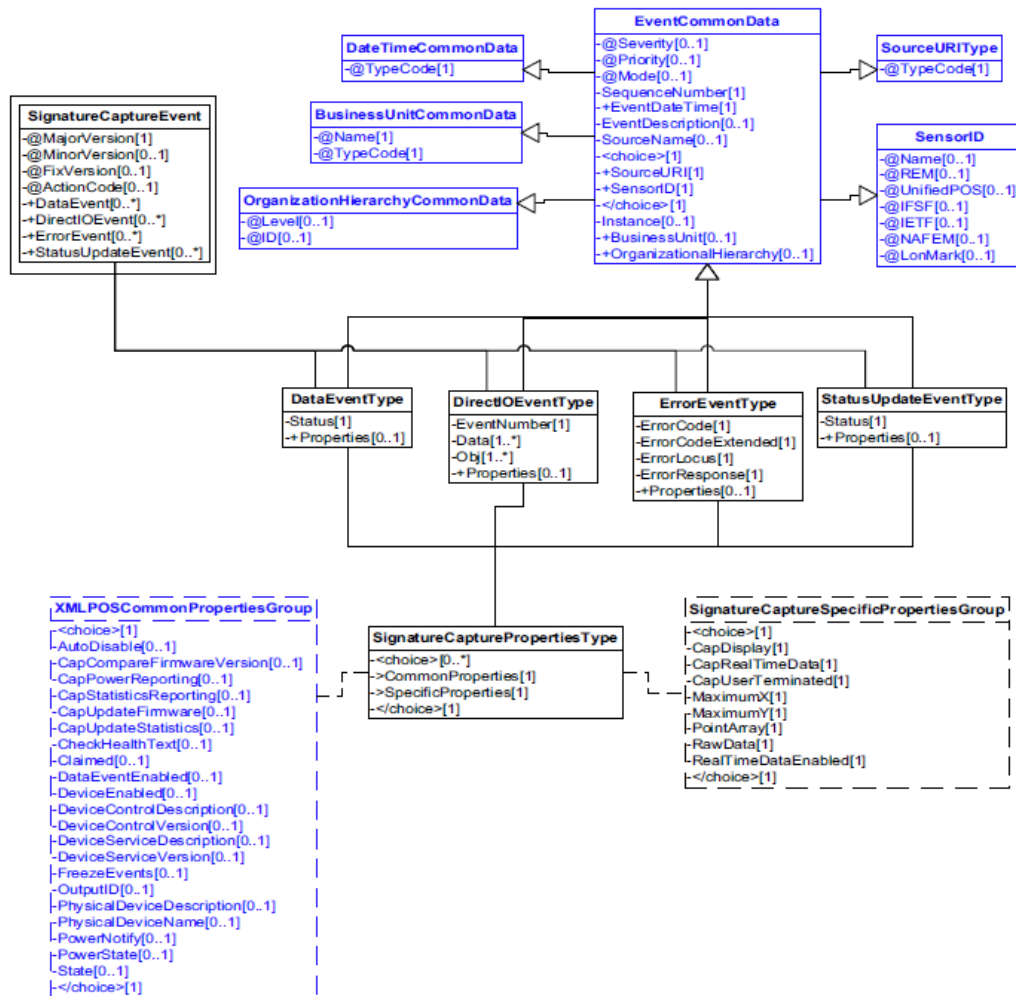 EventCommonData
-@Severity[0..1]
-@Priority[0..1]
-@Mode[0..1]
-SequenceNumber[1]
-+EventDateTime[1]
-EventDescription[0..1]
-SourceName[0..1]
-<choice>[1]
-+SourceURI[1]
-+SensorID[1]
-</choice>[1]
-Instance[0..1]
-+BusinessUnit[0..1]
-+OrganizationalHierarchy[0..1]
DateTimeCommonData
-@TypeCode[1]
SourceURIType
-@TypeCode[1]
SignatureCaptureEvent
-@MajorVersion[1]
-@MinorVersion[0..1]
-@FixVersion[0..1]
-@ActionCode[0..1]
-+DataEvent[0..*]
-+DirectIOEvent[0..*]
-+ErrorEvent[0..*]
-+StatusUpdateEvent[0..*]
BusinessUnitCommonData
-@Name[1]
-@TypeCode[1]
SensorID
-@Name[0..1]
-@REM[0..1]
-@UnifiedPOS[0..1]
-@IFSF[0..1]
-@IETF[0..1]
-@NAFEM[0..1]
-@LonMark[0..1]
OrganizationHierarchyCommonData
-@Level[0..1]
-@ID[0..1]
DataEventType
-Status[1]
-+Properties[0..1]
DirectIOEventType
-EventNumber[1]
-Data[1..*]
-Obj[1..*]
-+Properties[0..1]
ErrorEventType
-ErrorCode[1]
-ErrorCodeExtended[1]
-ErrorLocus[1]
-ErrorResponse[1]
-+Properties[0..1]
StatusUpdateEventType
-Status[1]
-+Properties[0..1]
XMLPOSCommonPropertiesGroup
-<choice>[1]
-AutoDisable[0..1]
-CapCompareFirmwareVersion[0..1]
-CapPowerReporting[0..1]
-CapStatisticsReporting[0..1]
-CapUpdateFirmware[0..1]
-CapUpdateStatistics[0..1]
-CheckHealthText[0..1]
-Claimed[0..1]
-DataEventEnabled[0..1]
-DeviceEnabled[0..1]
-DeviceControlDescription[0..1]
-DeviceControlVersion[0..1]
-DeviceServiceDescription[0..1]
-DeviceServiceVersion[0..1]
-FreezeEvents[0..1]
-OutputID[0..1]
-PhysicalDeviceDescription[0..1]
-PhysicalDeviceName[0..1]
-PowerNotify[0..1]
-PowerState[0..1]
-State[0..1]
-</choice>[1]
SignatureCapturePropertiesType
-<choice>[0..*]
->CommonProperties[1]
->SpecificProperties[1]
-</choice>[1]
SignatureCaptureSpecificPropertiesGroup
-<choice>[1]
-CapDisplay[1]
-CapRealTimeData[1]
-CapUserTerminated[1]
-MaximumX[1]
-MaximumY[1]
-PointArray[1]
-RawData[1]
-RealTimeDataEnabled[1]
-</choice>[1]